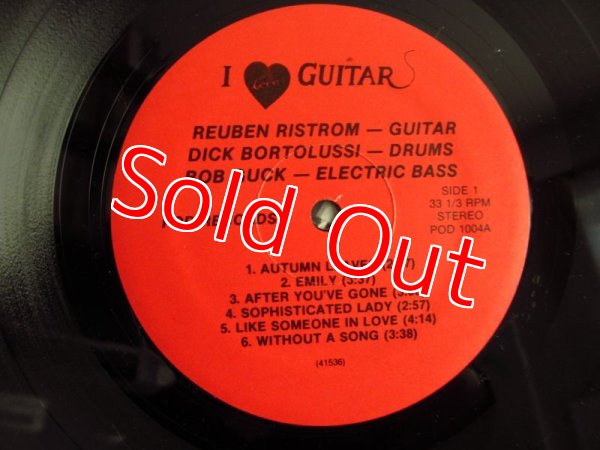 I GUITARS
REUBEN RISTROM — GUITAR
DICK BORTOLUSSI — DRUMS
BOB — ELECTRIC BASS
SIDE 1
33 1/3 RPM
STEREO
POD 1004A
Sold Out
1. AUTUMN
2. EMILY (3:37)
3. AFTER YOU'VE GONE
4. SOPHISTICATED LADY (2:57)
5. LIKE SOMEONE IN LOVE (4:14)
6. WITHOUT A SONG (3:38)
(41536)